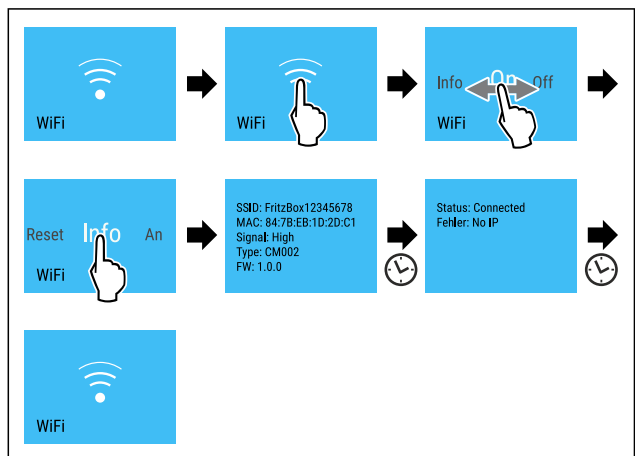 WiFi
WiFi
Info On Off
WiFi
Reset Info An
WiFi
SSID: FritzBox12345678
MAC: 84:7B:EB:1D:2D:C1
Signal: High
Type: CM002
FW: 1.0.0
Status: Connected
Fehler: No IP
WiFi